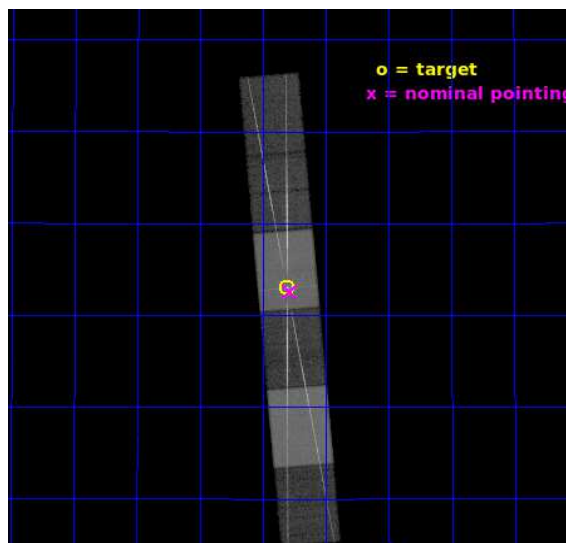 o = target
x = nominal pointing